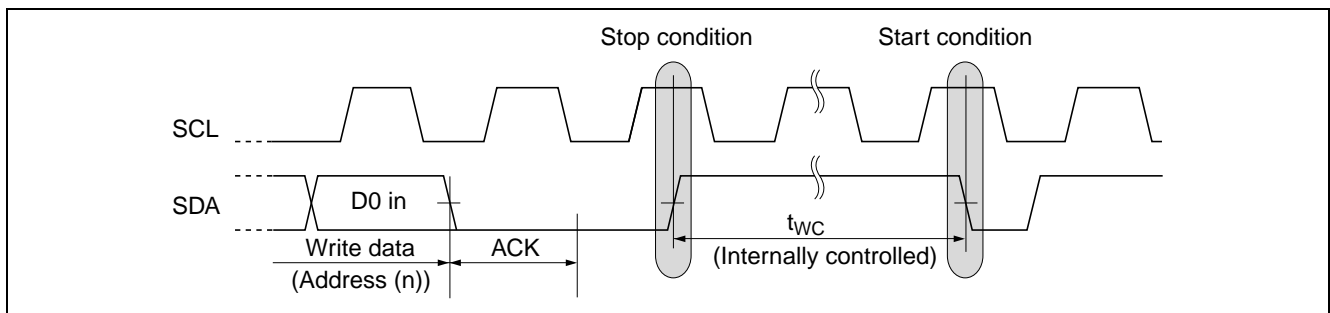 Stop condition
Start condition
SCL
SDA
D0 in
Write data
(Address (n))
ACK
tWC
(Internally controlled)